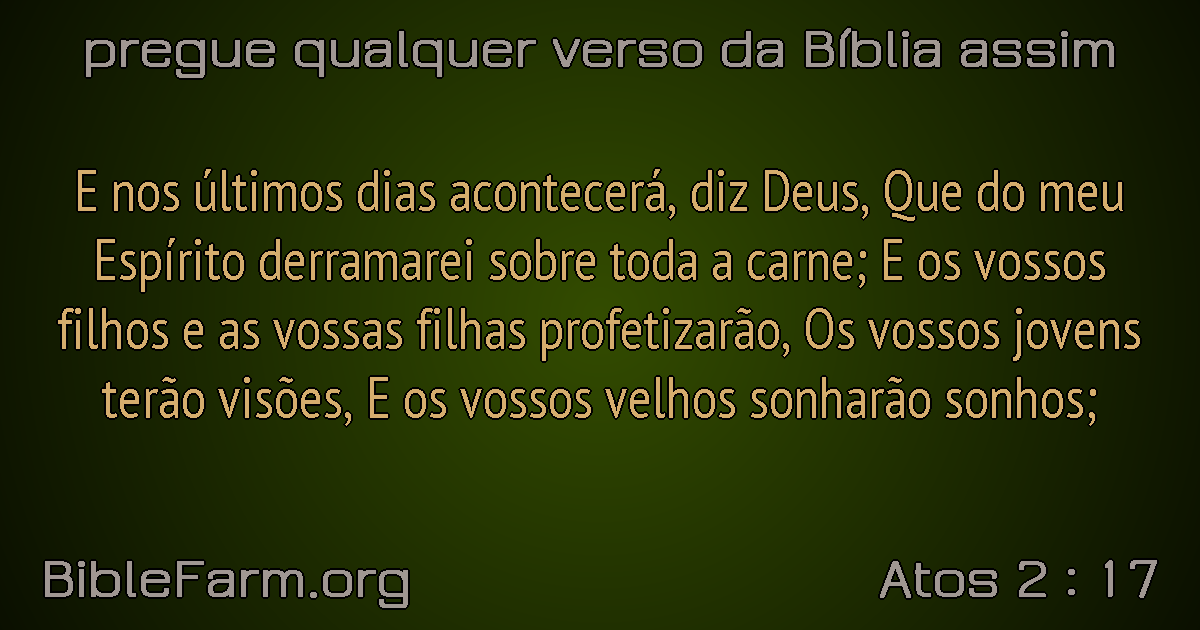 pregue qualquer verso da Bíblia assim
E nos últimos dias acontecerá, diz Deus, Que do meu
Espírito derramarei sobre toda a carne; E os vossos
filhos e as vossas filhas profetizarão, Os vossos jovens
terão visões, E os vossos velhos sonharão sonhos;
BibleFarm.org
Atos 2 : 17